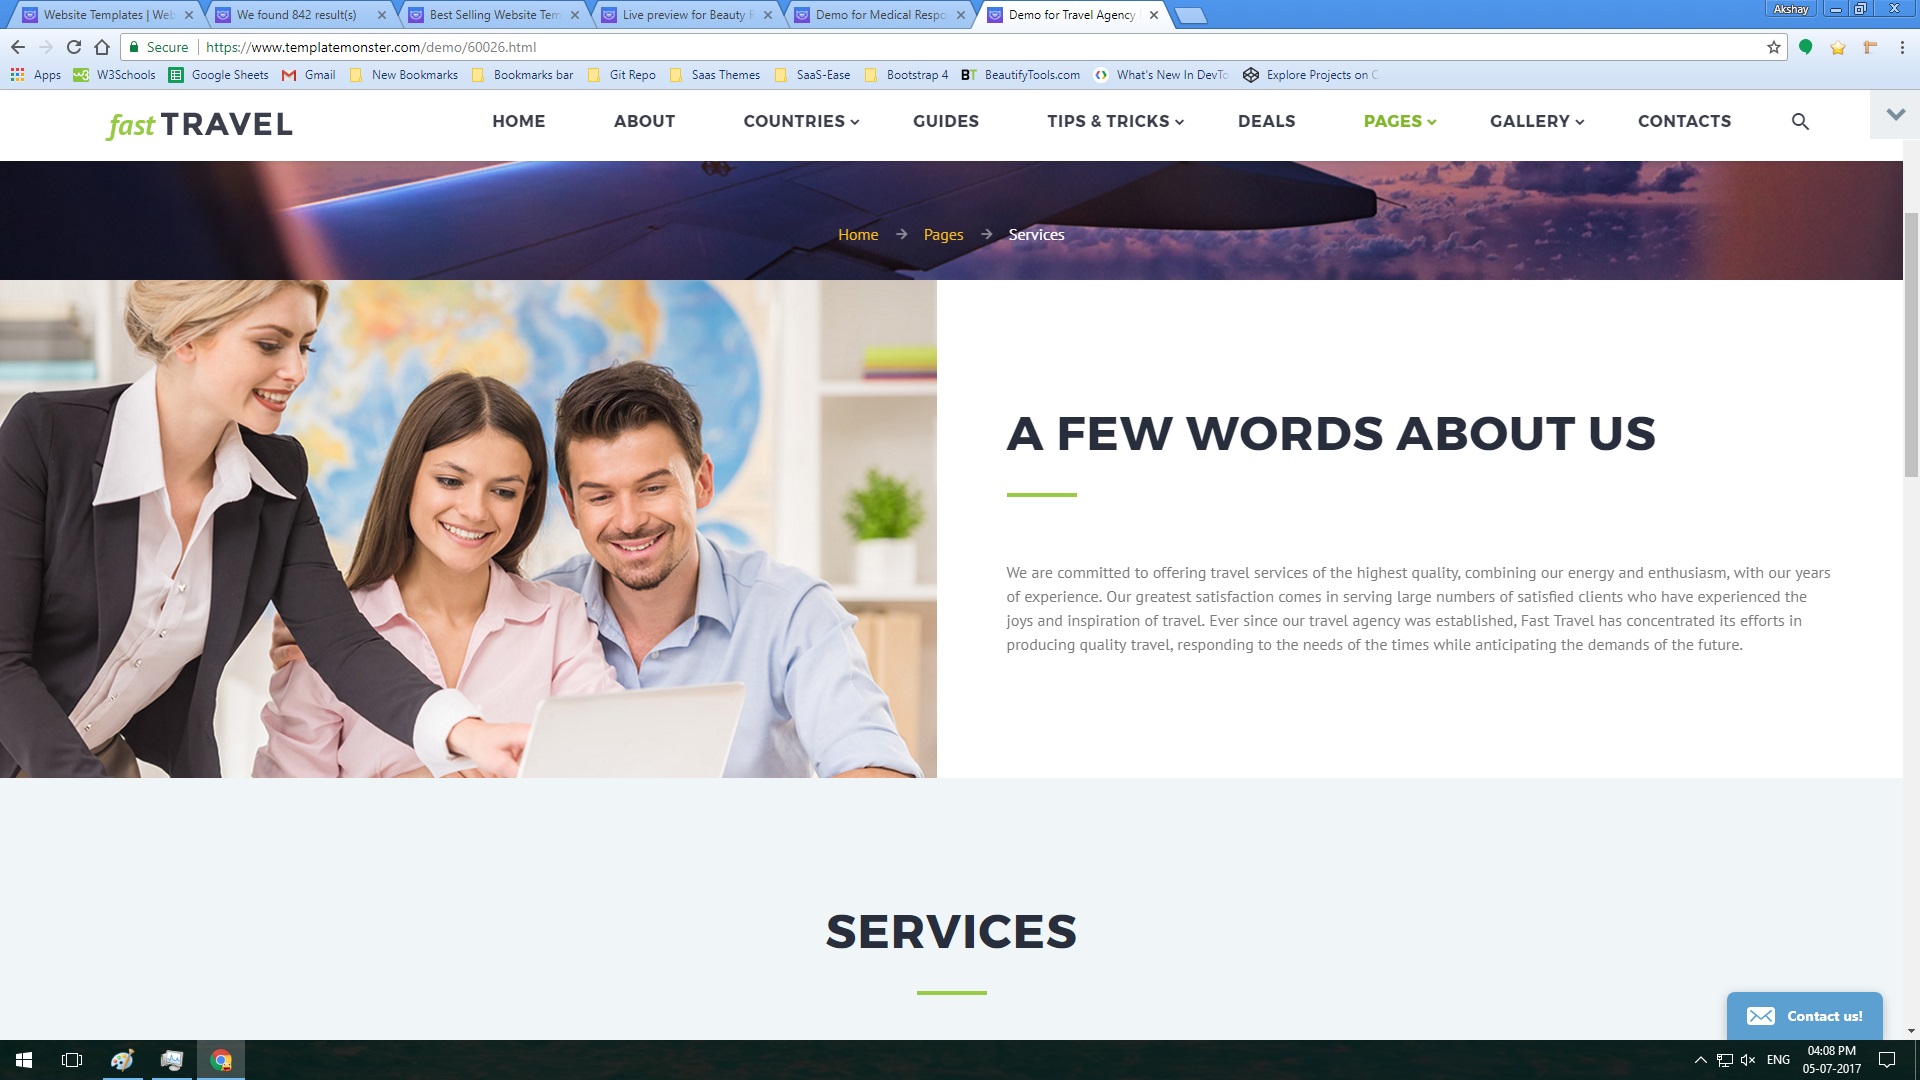 Website Templates | Web
We found 842 result(s)
Best Selling Website Tem
Live preview for Beauty
Demo for Medical Respo
Demo for Travel Agency
Akshay
Secure
https://www.templatemonster.com/demo/60026.html
Apps
W3Schools
Google Sheets
Gmail
New Bookmarks
Bookmarks bar
Git Repo
Saas Themes
SaaS-Ease
Bootstrap 4
BT BeautifyTools.com
What's New In DevTo
Explore Projects on C
fast TRAVEL
HOME
ABOUT
COUNTRIES
GUIDES
TIPS & TRICKS
DEALS
PAGES
GALLERY
CONTACTS
Home
Pages
Services
A FEW WORDS ABOUT US
We are committed to offering travel services of the highest quality, combining our energy and enthusiasm, with our years
of experience. Our greatest satisfaction comes in serving large numbers of satisfied clients who have experienced the
joys and inspiration of travel. Ever since our travel agency was established, Fast Travel has concentrated its efforts in
producing quality travel, responding to the needs of the times while anticipating the demands of the future.
SERVICES
Contact us!
ENG
04:08 PM
05-07-2017